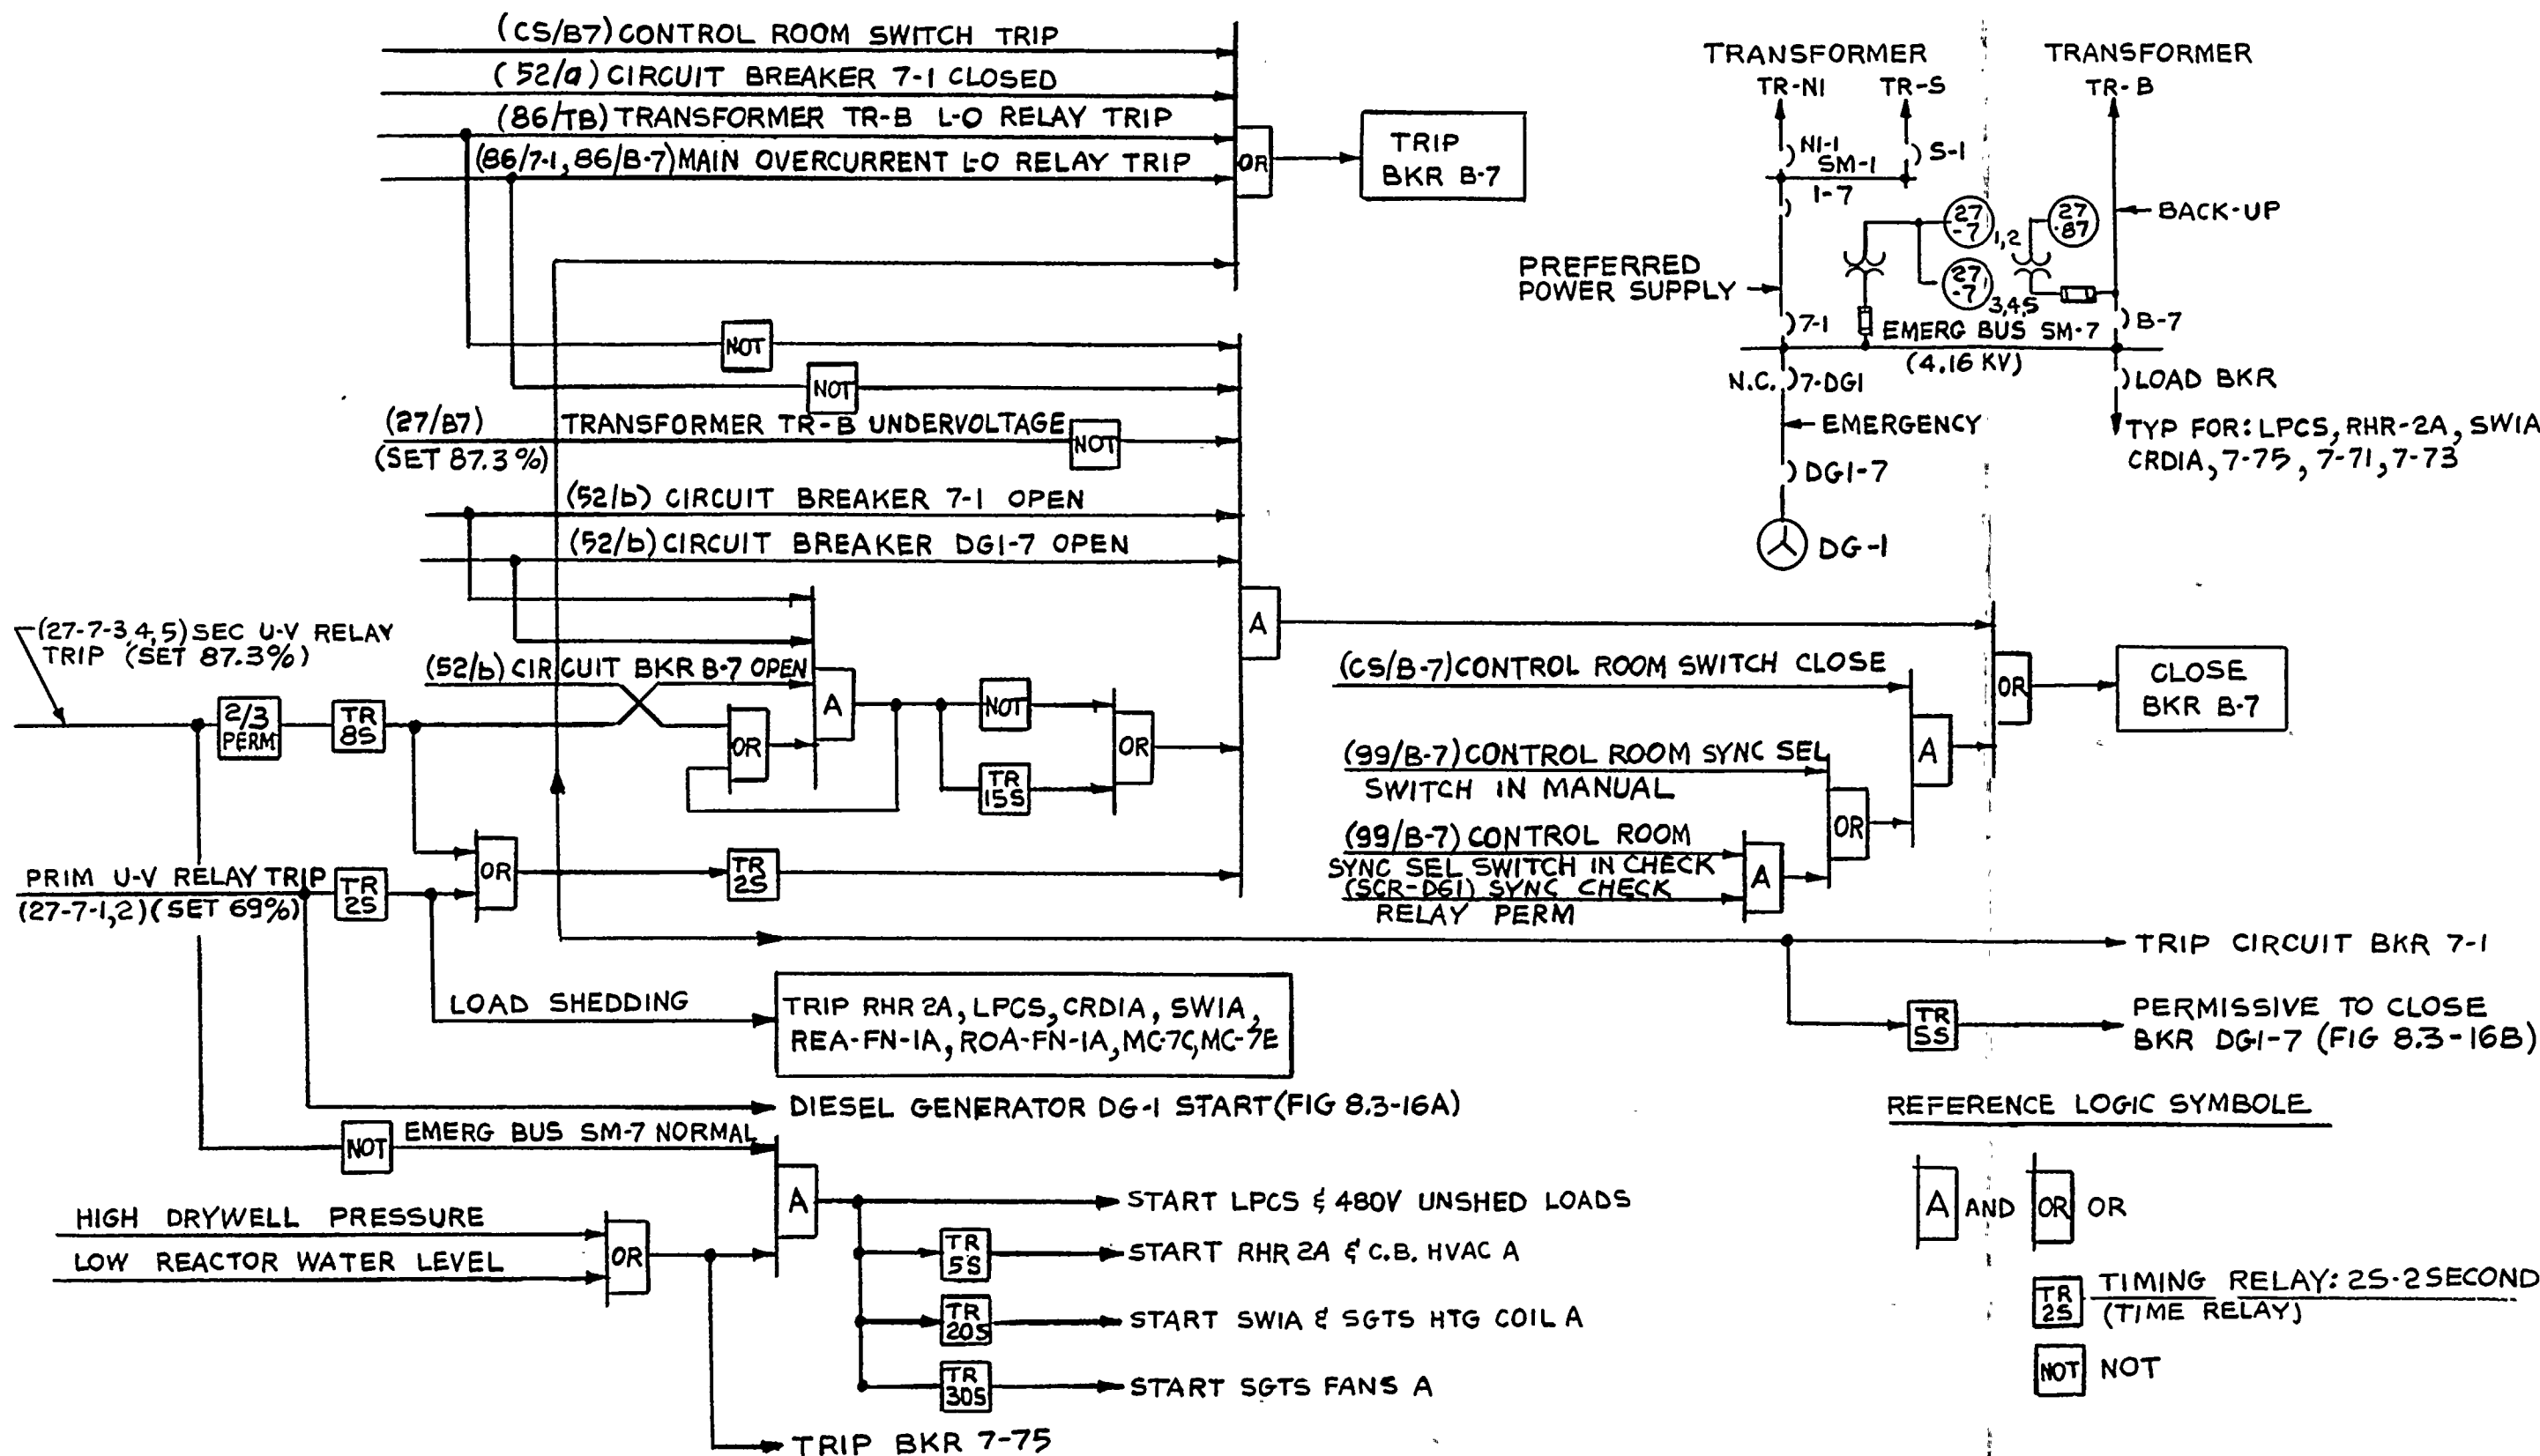 (CS/B7) CONTROL ROOM SWITCH TRIP
(52/a) CIRCUIT BREAKER 7-1 CLOSED
(86/TB) TRANSFORMER TR-B L-O RELAY TRIP
(86/7-1, 86/B-7) MAIN OVERCURRENT L-O RELAY TRIP
OR
TRIP
BKR B-7
NOT
NOT
(27/B7) TRANSFORMER TR-B UNDERVOLTAGE
(SET 87.3%)
NOT
(52/b) CIRCUIT BREAKER 7-1 OPEN
(52/b) CIRCUIT BREAKER DG1-7 OPEN
A
(27-7-3,4,5) SEC U-V RELAY
TRIP (SET 87.3%)
(52/b) CIRCUIT BKR B-7 OPEN
2/3
PERM
TR
8S
OR
A
NOT
TR
15S
OR
PRIM U-V RELAY TRIP
(27-7-1,2)(SET 69%)
TR
2S
OR
TR
2S
LOAD SHEDDING
TRIP RHR 2A, LPCS, CRD1A, SW1A,
REA-FN-1A, ROA-FN-1A, MC-7C, MC-7E
DIESEL GENERATOR DG-1 START (FIG 8.3-16A)
NOT
EMERG BUS SM-7 NORMAL
A
HIGH DRYWELL PRESSURE
LOW REACTOR WATER LEVEL
OR
START LPCS & 480V UNSHED LOADS
TR
5S
START RHR 2A & C.B. HVAC A
TR
20S
START SW1A & SGTS HTG COIL A
TR
30S
START SGTS FANS A
TRIP BKR 7-75
TRANSFORMER
TR-N1 TR-S
TRANSFORMER
TR-B
N1-1
SM-1
S-1
1-7
27
-7
1,2
27
-7
3,4,5
27
-87
BACK-UP
PREFERRED
POWER SUPPLY
7-1
EMERG BUS SM-7
(4.16 KV)
B-7
N.C. 7-DG1
LOAD BKR
EMERGENCY
TYP FOR: LPCS, RHR-2A, SW1A
CRD1A, 7-75, 7-71, 7-73
DG1-7
DG-1
(CS/B-7) CONTROL ROOM SWITCH CLOSE
(99/B-7) CONTROL ROOM SYNC SEL
SWITCH IN MANUAL
(99/B-7) CONTROL ROOM
SYNC SEL SWITCH IN CHECK
(SCR-DG1) SYNC CHECK
RELAY PERM
A
OR
A
OR
CLOSE
BKR B-7
TRIP CIRCUIT BKR 7-1
TR
5S
PERMISSIVE TO CLOSE
BKR DG1-7 (FIG 8.3-16B)
REFERENCE LOGIC SYMBOLE
A AND
OR OR
TR
2S
TIMING RELAY: 2S-2SECOND
(TIME RELAY)
NOT NOT